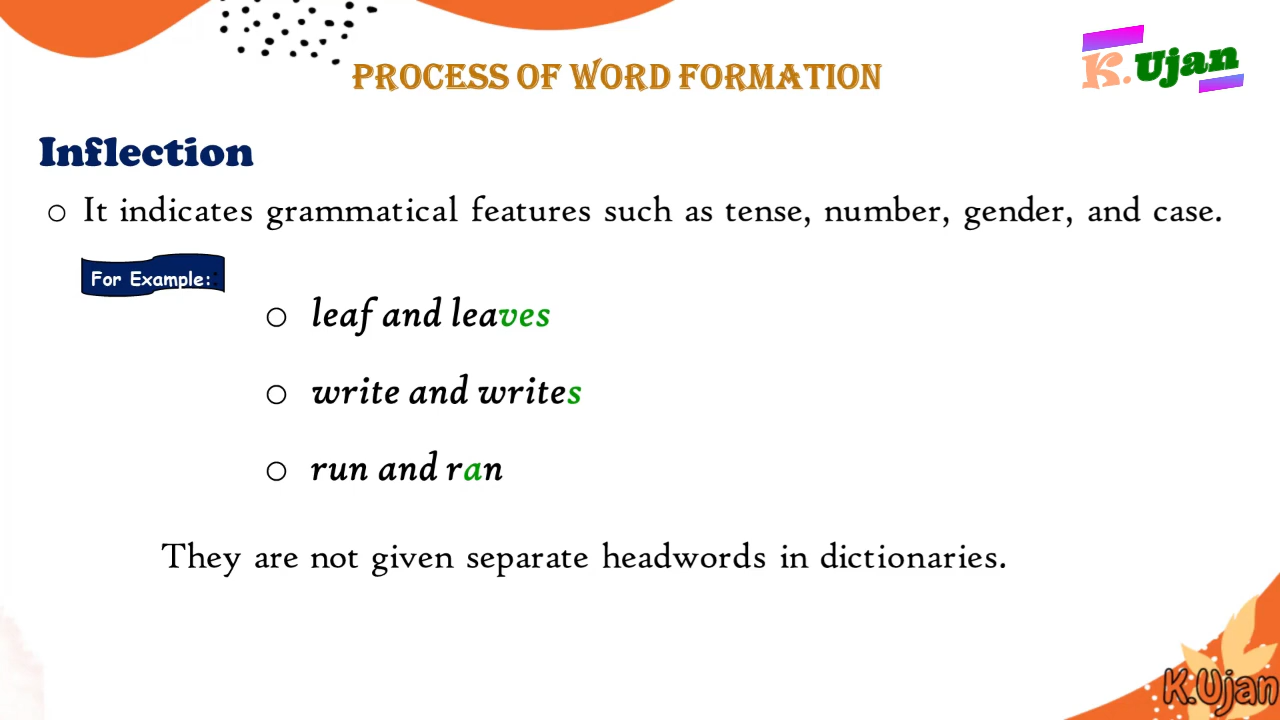 PROCESS OF WORD FORMATION
K.Ujan
Inflection
It indicates grammatical features such as tense, number, gender, and case.
For Example:
leaf and leaves
write and writes
run and ran
They are not given separate headwords in dictionaries.
K.Ujan